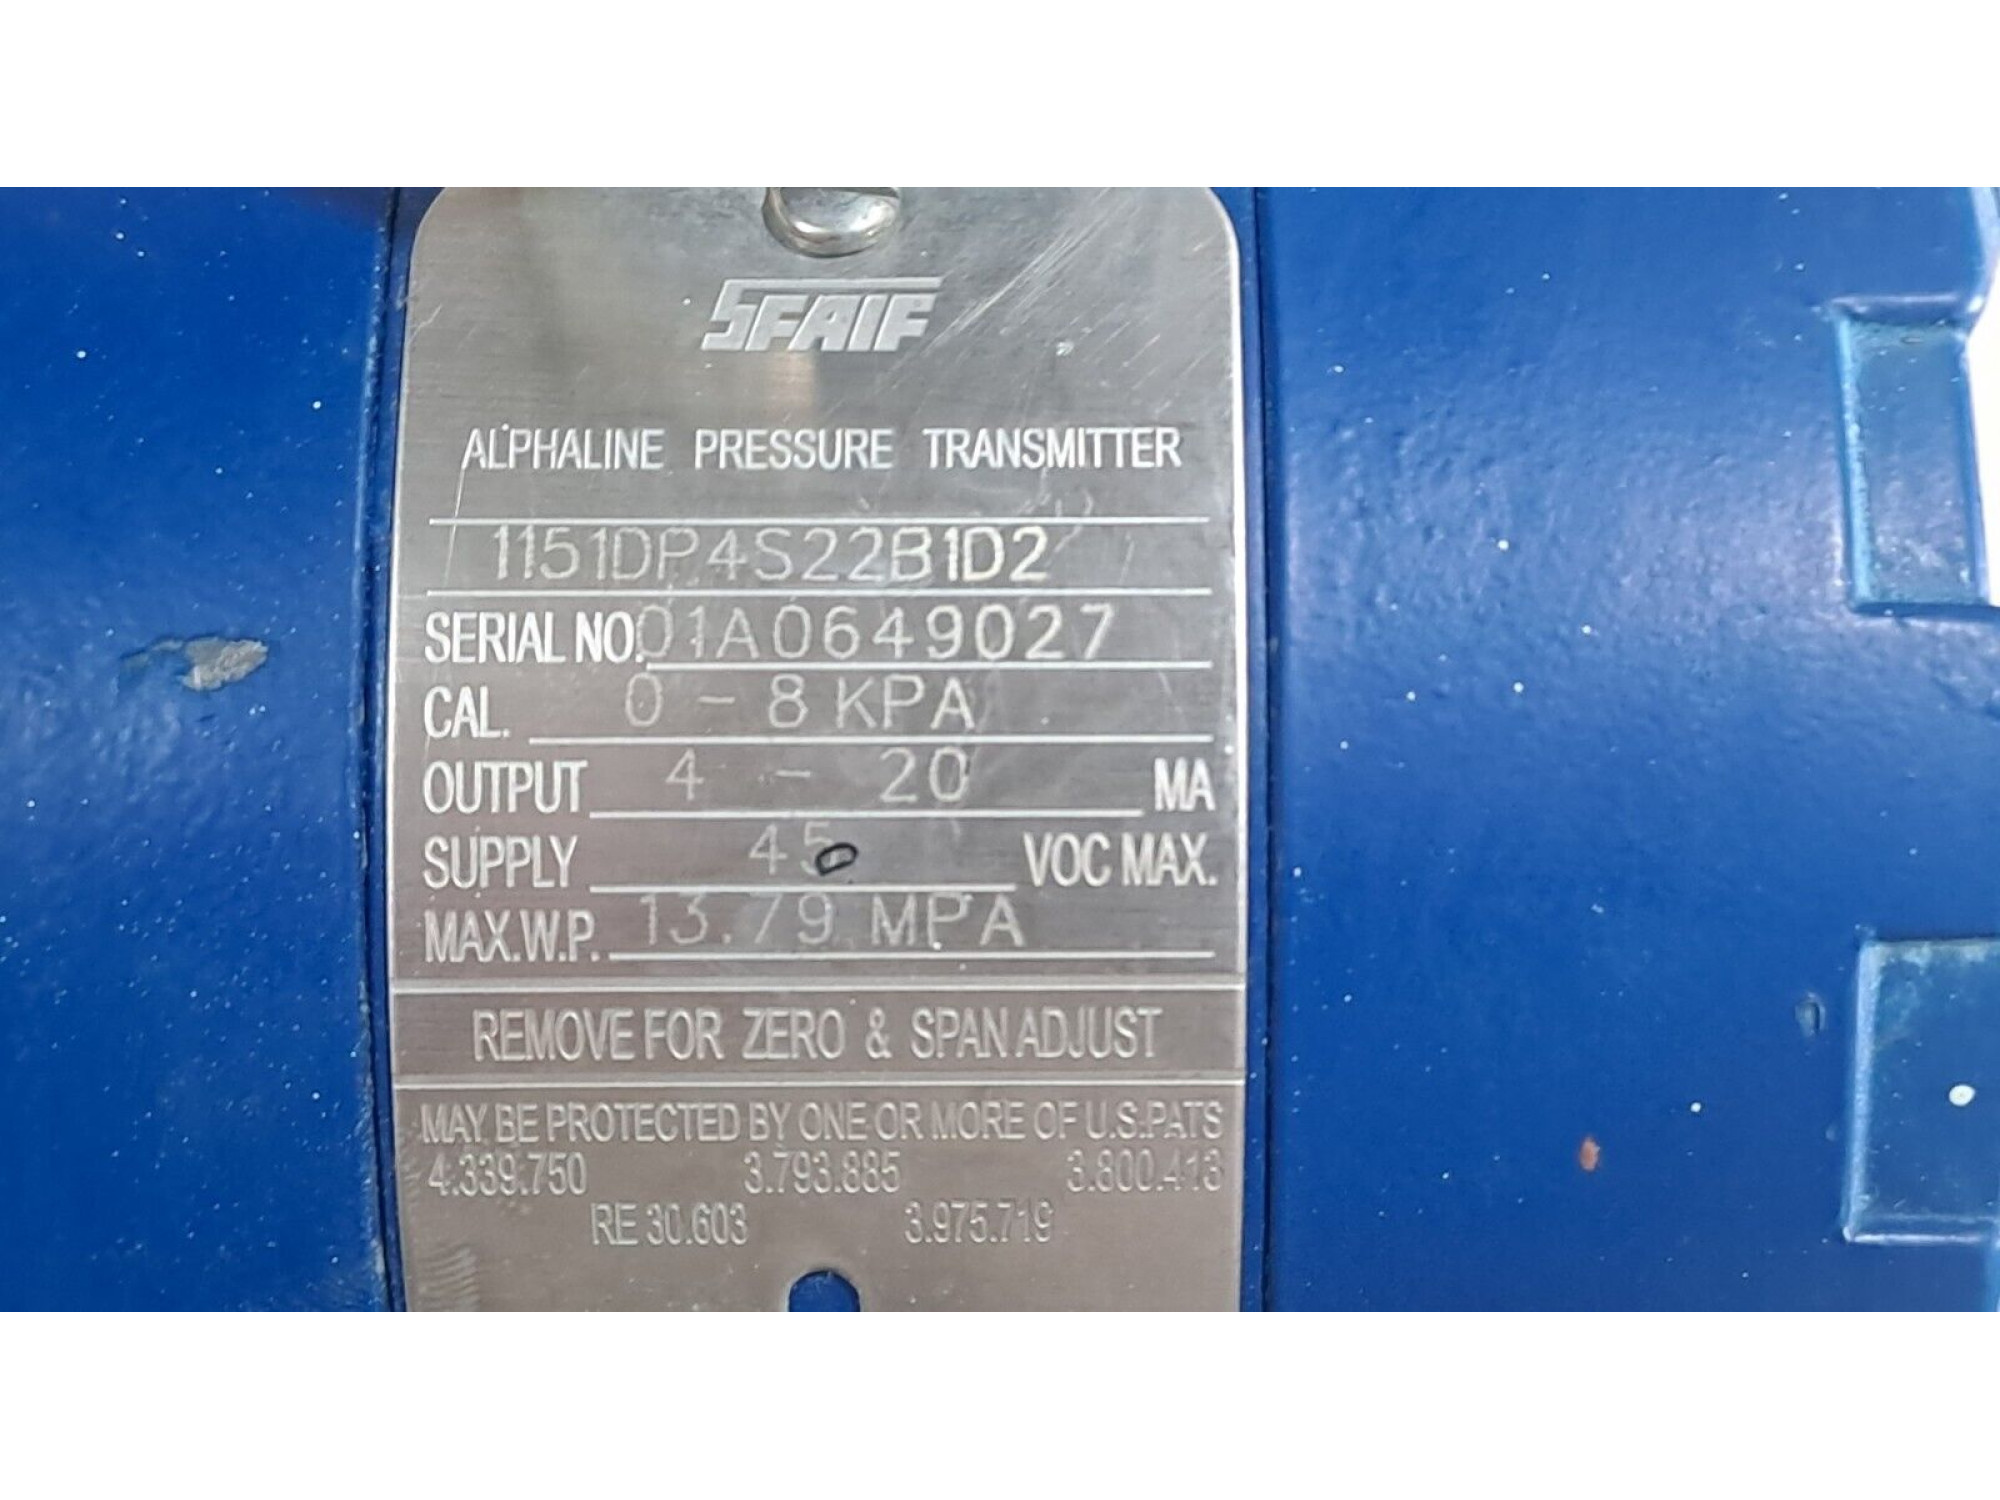 SFAIF
ALPHALINE PRESSURE TRANSMITTER
1151DP4S22B1D2
SERIAL NO. 01A0649027
CAL. 0 - 8 KPA
OUTPUT 4 - 20 MA
SUPPLY 45 VOC MAX.
MAX.W.P. 13.79 MPA
REMOVE FOR ZERO & SPAN ADJUST
MAY BE PROTECTED BY ONE OR MORE OF U.S.PATS
4.339.750 3.793.885 3.800.413
RE 30.603 3.975.719